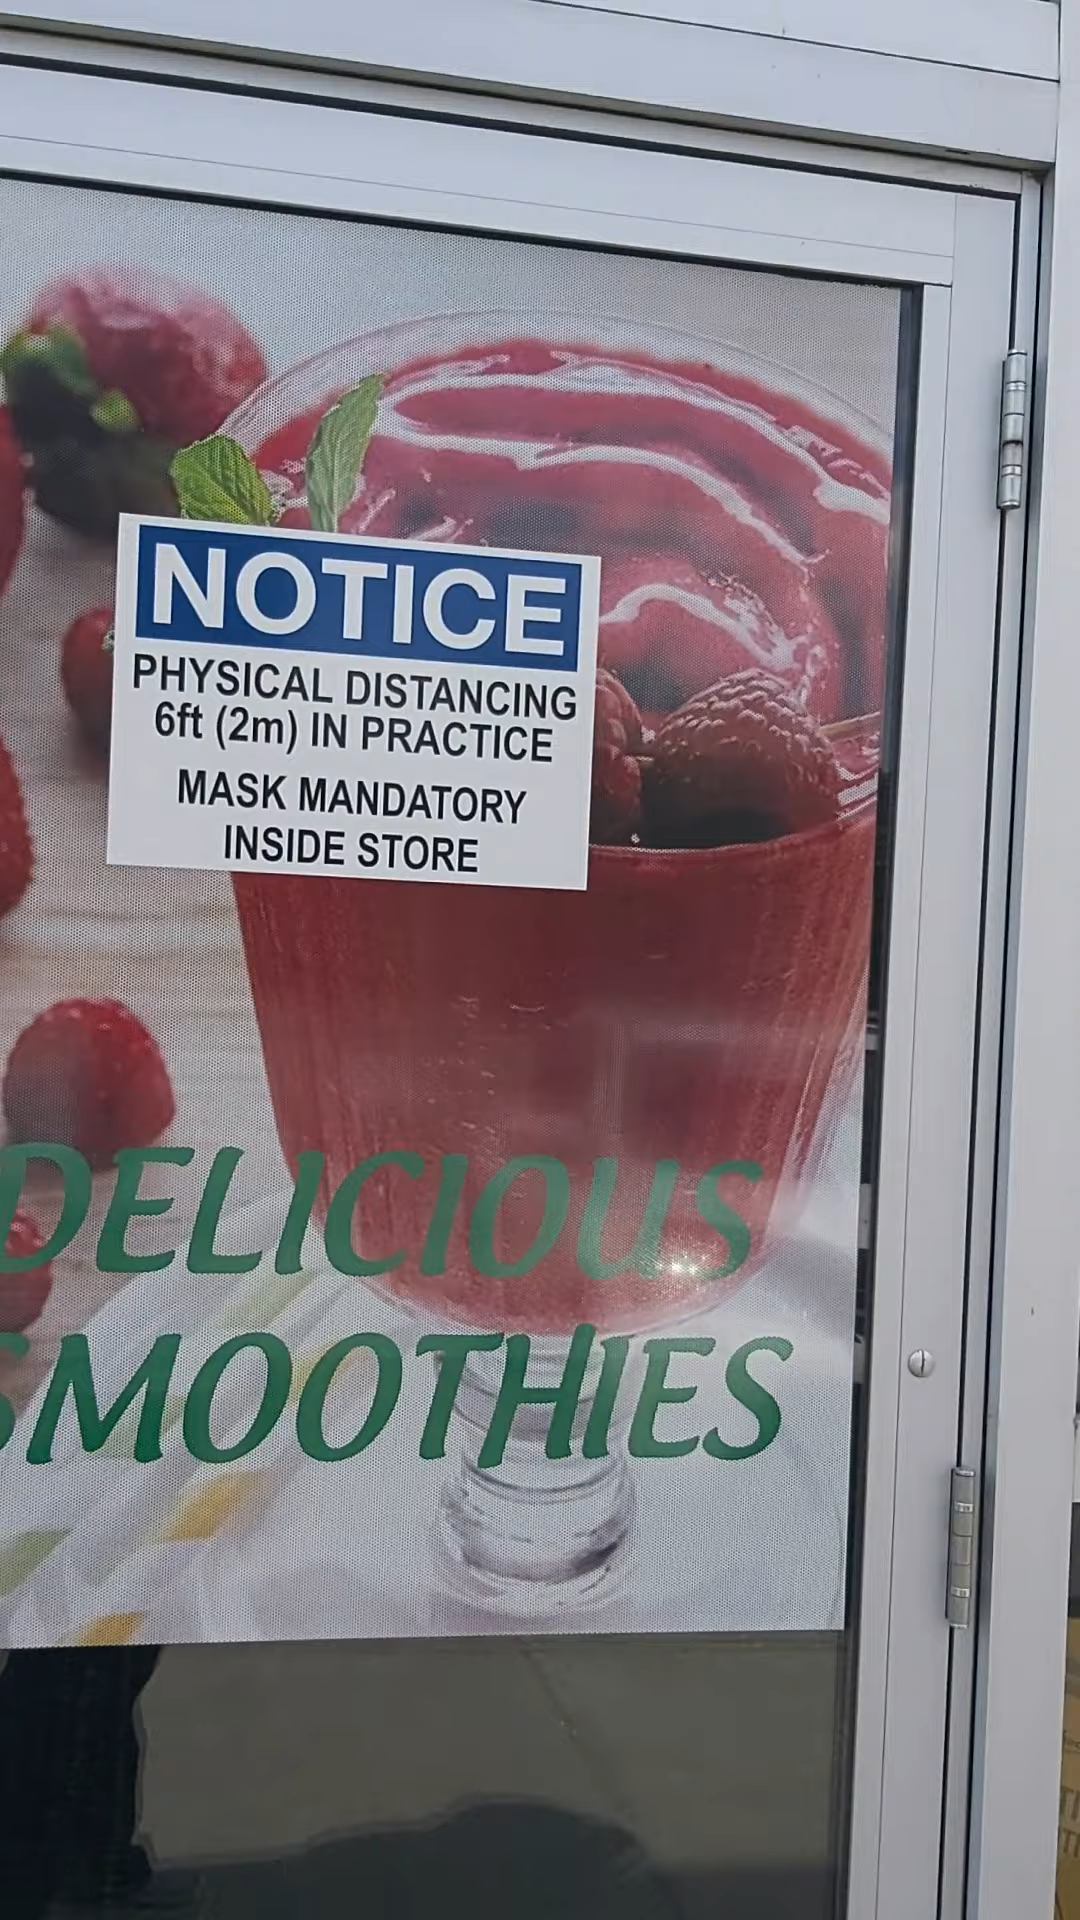 NOTICE
PHYSICAL DISTANCING
6ft (2m) IN PRACTICE
MASK MANDATORY
INSIDE STORE
DELICIOUS
SMOOTHIES